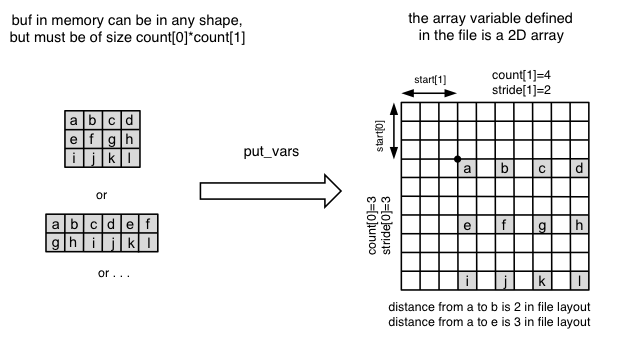 buf in memory can be in any shape,
but must be of size count[0]*count[1]
a b c d
e f g h
i j k l
or
a b c d e f
g h i j k l
or . . .
put_vars
the array variable defined
in the file is a 2D array
start[1]
count[1]=4
stride[1]=2
start[0]
count[0]=3
stride[0]=3
a b c d
e f g h
i j k l
distance from a to b is 2 in file layout
distance from a to e is 3 in file layout